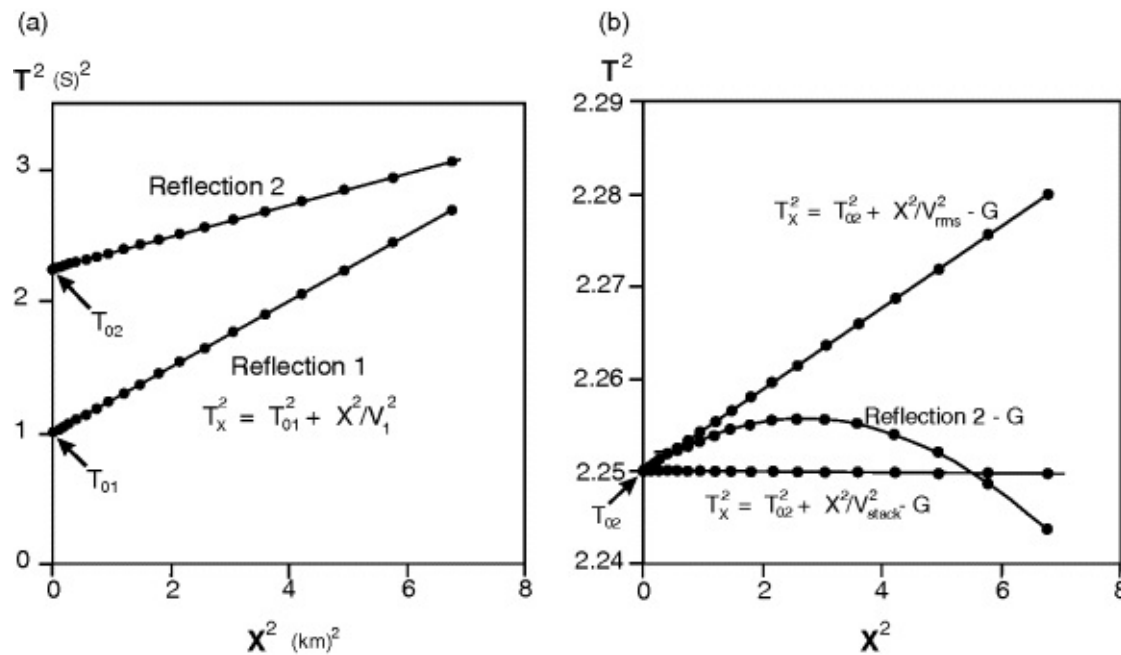 (a)
T² (S)²
3
2
1
0
Reflection 2
T₀₂
Reflection 1
T²ₓ = T²₀₁ + X²/V²₁
T₀₁
0 2 4 6 8
X² (km)²
(b)
T²
2.29
2.28
2.27
2.26
2.25
2.24
T²ₓ = T²₀₂ + X²/V²rms - G
Reflection 2 - G
T²ₓ = T²₀₂ + X²/V²stack - G
T₀₂
0 2 4 6 8
X²